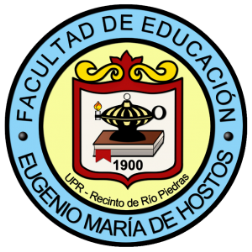 FACULTAD DE EDUCACIÓN
1900
UPR - Recinto de Río Piedras
EUGENIO MARÍA DE HOSTOS